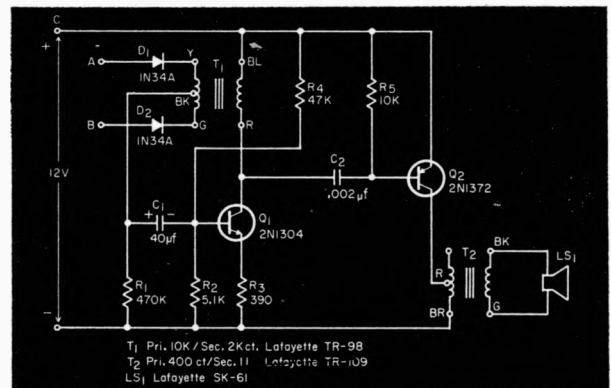 C
+
-
D1
Y
BL
A
1N34A
T1
R4
47K
R5
10K
BK
D2
B
G
R
1N34A
12V
C2
.002µf
Q2
2N1372
C1
+ -
40µf
Q1
2N1304
T2
BK
LS1
R
R1
470K
R2
5.1K
R3
390
BR
G
-
T1 Pri. 10K/Sec. 2Kct. Lafayette TR-98
T2 Pri. 400 ct/Sec. 11 Lafayette TR-109
LS1 Lafayette SK-61